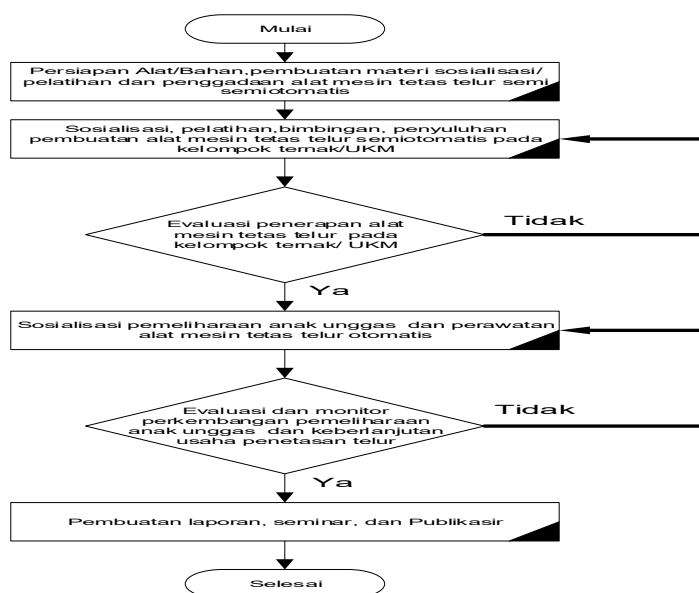 Mulai
Persiapan Alat/Bahan,pembuatan materi sosialisasi/
pelatihan dan penggadaan alat mesin tetas telur semi
semiotomatis
Sosialisasi, pelatihan,bimbingan, penyuluhan
pembuatan alat mesin tetas telur semiotomatis pada
kelompok ternak/UKM
Evaluasi penerapan alat
mesin tetas telur pada
kelompok ternak/ UKM
Tidak
Ya
Sosialisasi pemeliharaan anak unggas dan perawatan
alat mesin tetas telur otomatis
Evaluasi dan monitor
perkembangan pemeliharaan
anak unggas dan keberlanjutan
usaha penetasan telur
Tidak
Ya
Pembuatan laporan, seminar, dan Publikasir
Selesai